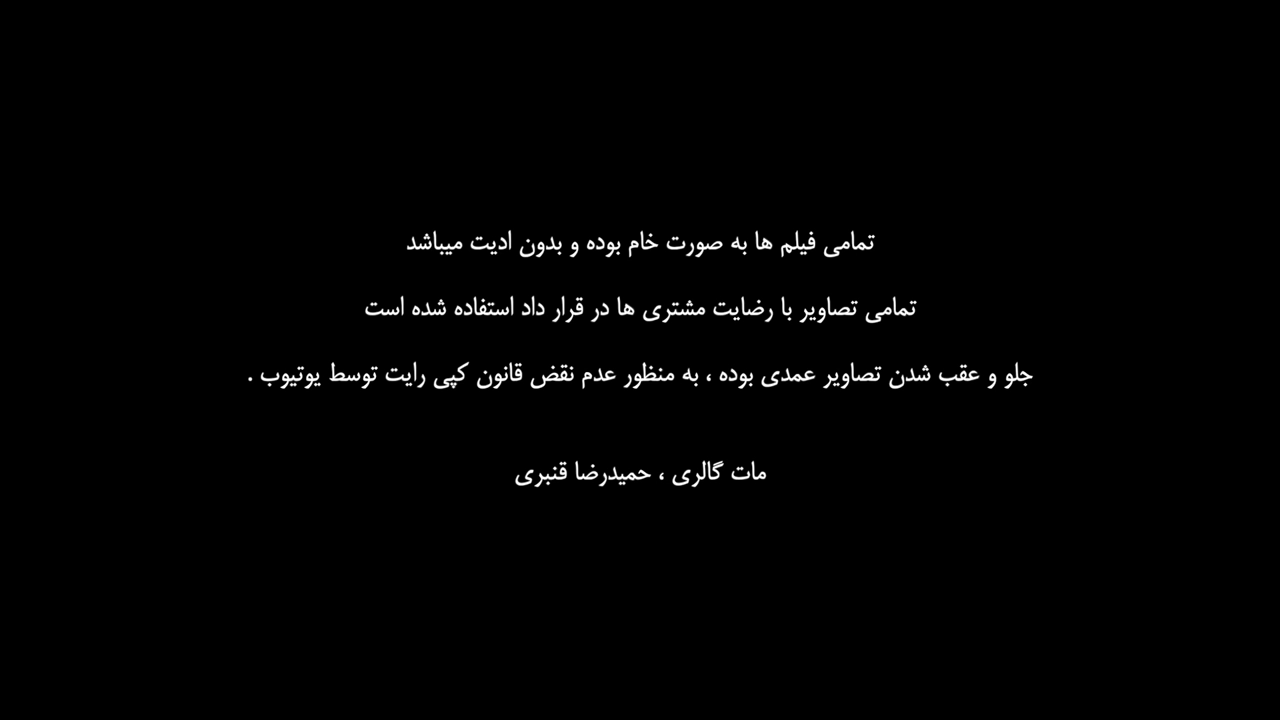 تمامی فیلم ها به صورت خام بوده و بدون ادیت میباشد
تمامی تصاویر با رضایت مشتری ها در قرار داد استفاده شده است
جلو و عقب شدن تصاویر عمدی بوده ، به منظور عدم نقض قانون کپی رایت توسط یوتیوب .
مات گالری ، حمیدرضا قنبری